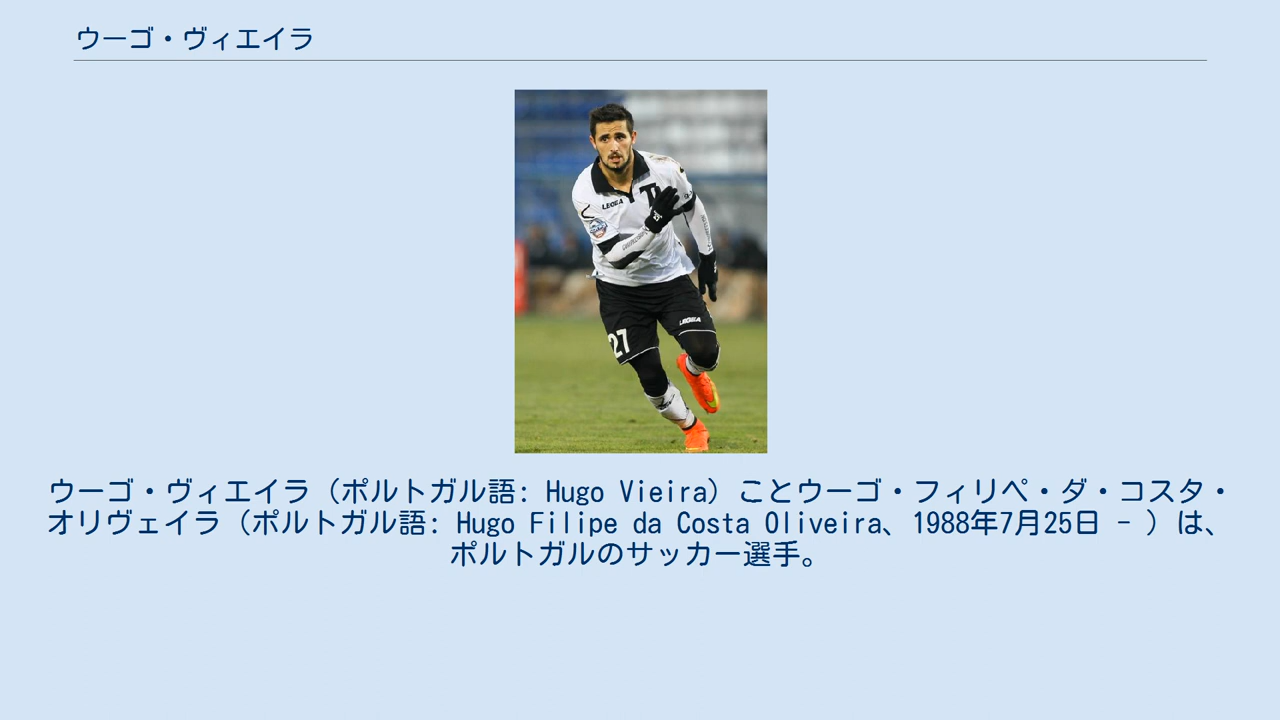 ウーゴ・ヴィエイラ
LEGEA
LEGEA
27
ウーゴ・ヴィエイラ（ポルトガル語: Hugo Vieira）ことウーゴ・フィリペ・ダ・コスタ・
オリヴェイラ（ポルトガル語: Hugo Filipe da Costa Oliveira、1988年7月25日 - ）は、
ポルトガルのサッカー選手。